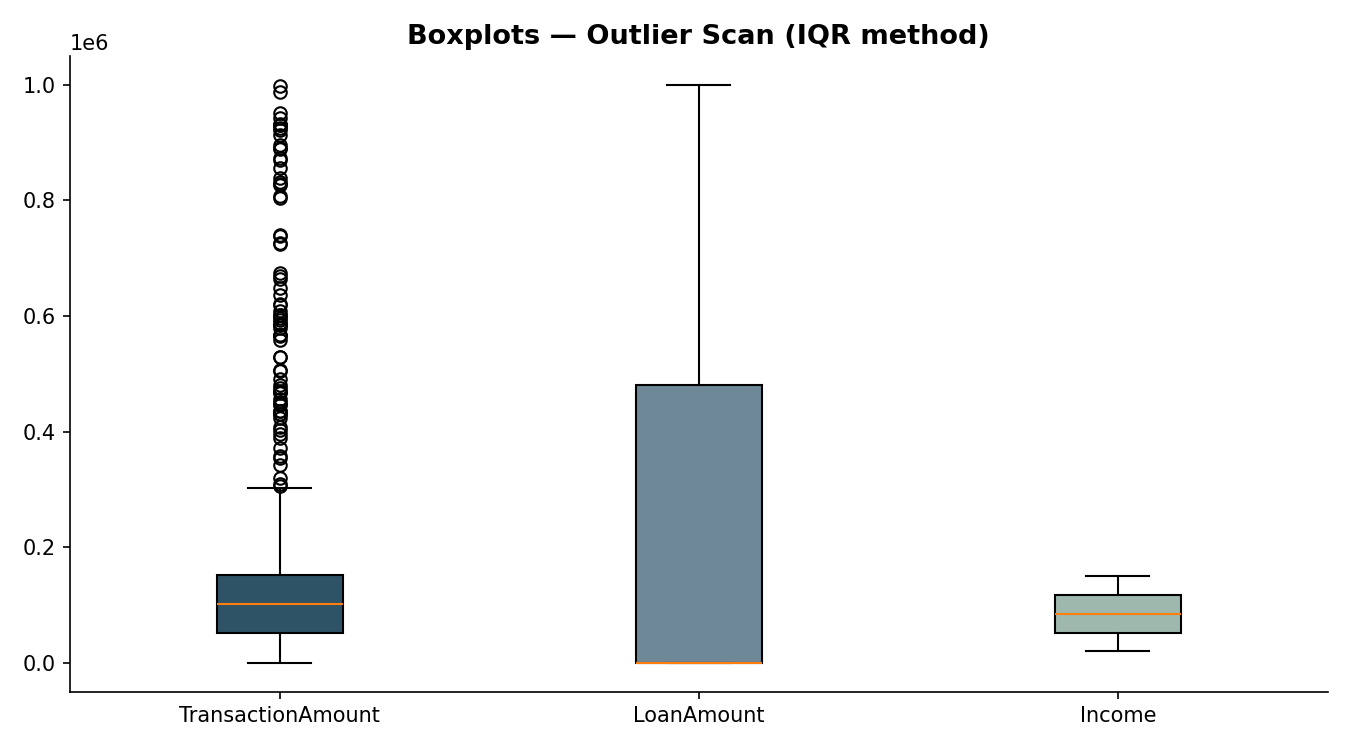 Boxplots — Outlier Scan (IQR method)
1e6
1.0
0.8
0.6
0.4
0.2
0.0
TransactionAmount LoanAmount Income